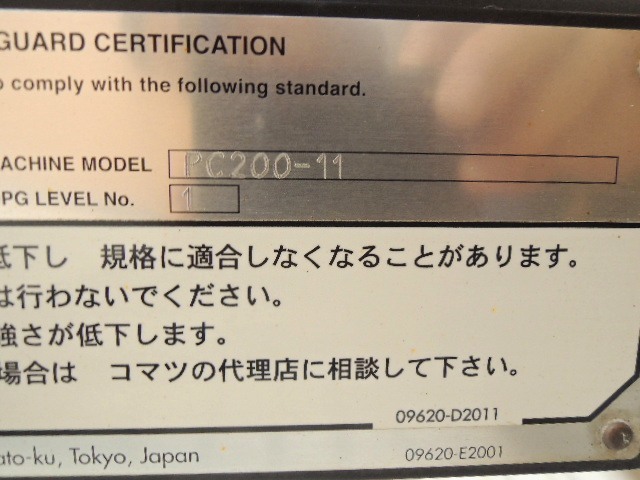 GUARD CERTIFICATION
comply with the following standard.
MACHINE MODEL PC200-11
OPG LEVEL No. 1
低下し 規格に適合しなくなることがあります。
は行わないでください。
強さが低下します。
場合は コマツの代理店に相談して下さい。
09620-D2011
ato-ku, Tokyo, Japan
09620-E2001